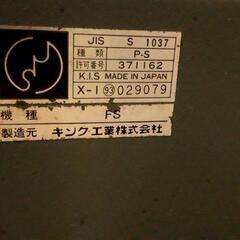 JIS S 1037
種類 P-S
許可番号 371162
K.I.S MADE IN JAPAN
X-1 93 029079
機種 FS
製造元 キング工業株式会社